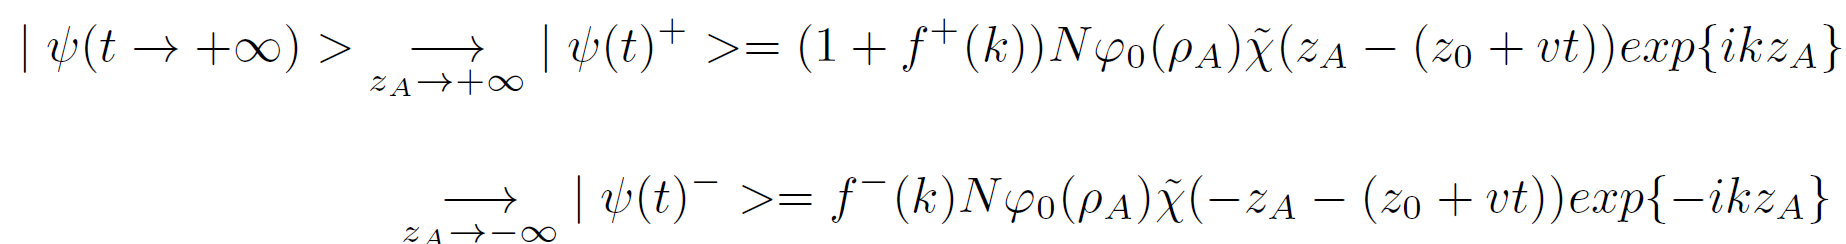 | ψ(t → +∞) > ⟶_{z_A→+∞} | ψ(t)^+ >= (1 + f^+(k))Nφ_0(ρ_A)χ̃(z_A − (z_0 + vt))exp{ikz_A}
⟶_{z_A→−∞} | ψ(t)^− >= f^−(k)Nφ_0(ρ_A)χ̃(−z_A − (z_0 + vt))exp{−ikz_A}